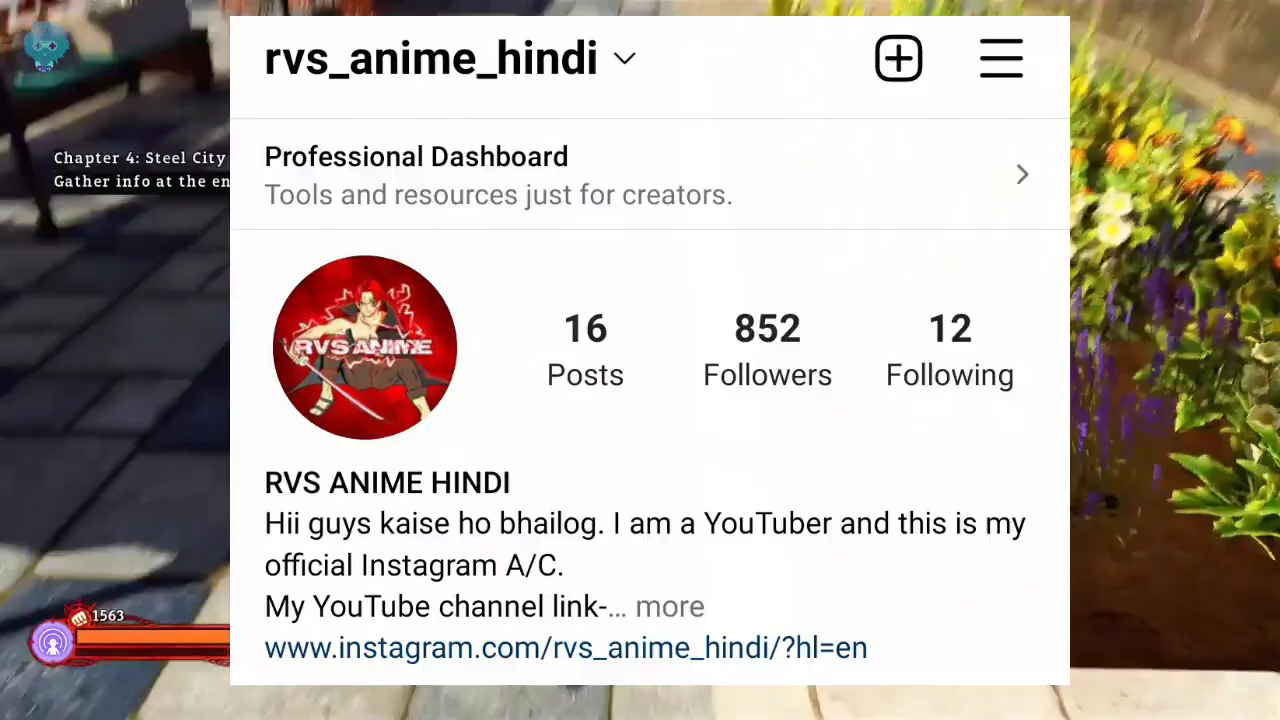 rvs_anime_hindi
Chapter 4: Steel City
Gather info at the en
Professional Dashboard
Tools and resources just for creators.
RVS ANIME
16
852
12
Posts
Followers
Following
RVS ANIME HINDI
Hii guys kaise ho bhailog. I am a YouTuber and this is my
official Instagram A/C.
My YouTube channel link-… more
1563
www.instagram.com/rvs_anime_hindi/?hl=en